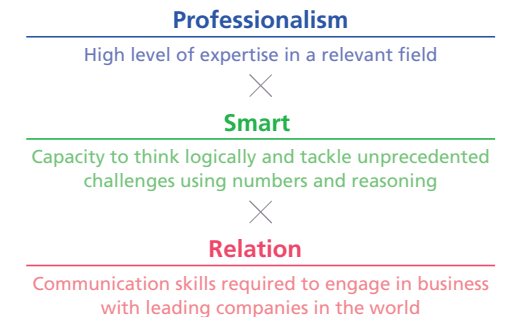 Professionalism
High level of expertise in a relevant field
×
Smart
Capacity to think logically and tackle unprecedented
challenges using numbers and reasoning
×
Relation
Communication skills required to engage in business
with leading companies in the world